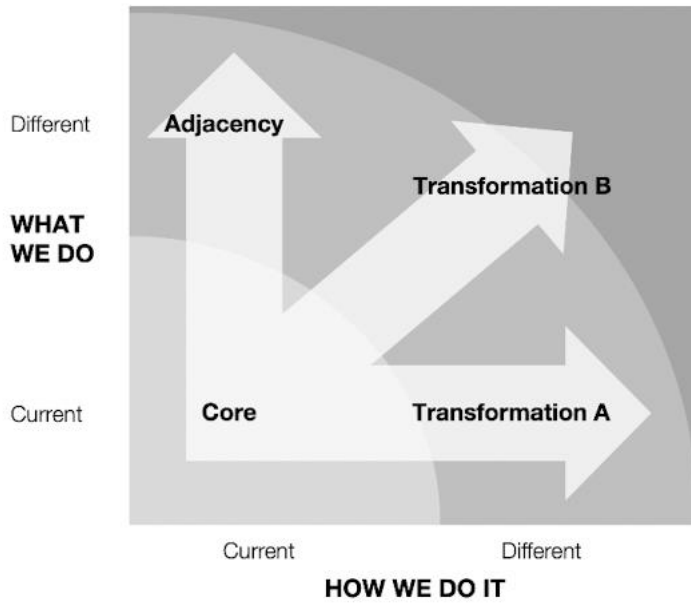 Different
Adjacency
Transformation B
WHAT
WE DO
Current
Core
Transformation A
Current
Different
HOW WE DO IT